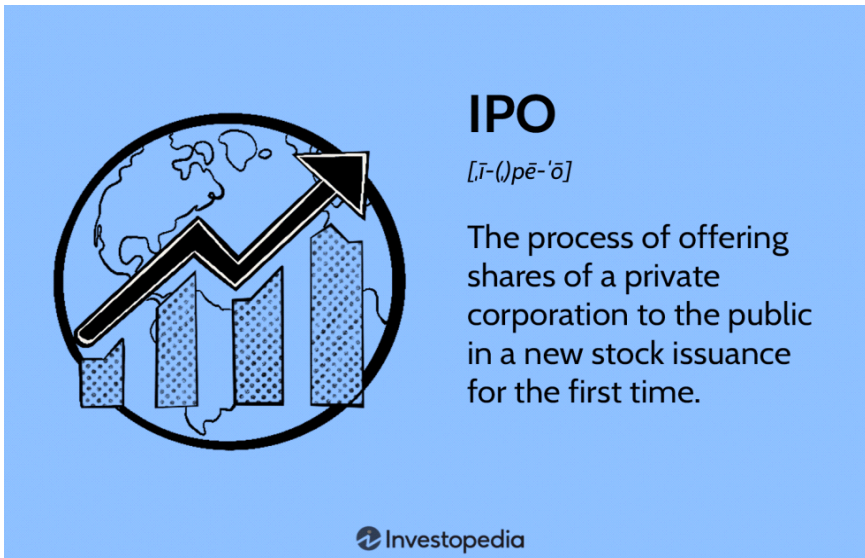 IPO
[ˌī-(ˌ)pē-ˈō]
The process of offering
shares of a private
corporation to the public
in a new stock issuance
for the first time.
Investopedia